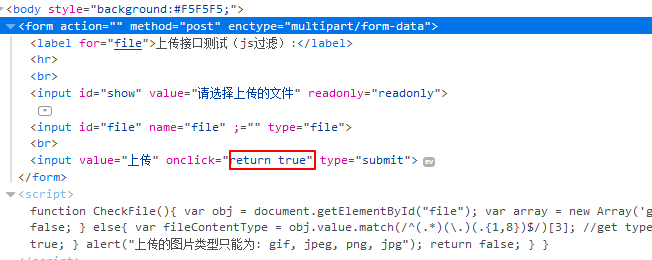 <body style="background:#F5F5F5;">
<form action="" method="post" enctype="multipart/form-data">
<label for="file">上传接口测试（js过滤）:</label>
<hr>
<br>
<input id="show" value="请选择上传的文件" readonly="readonly">
<input id="file" name="file" ;="" type="file">
<br>
<input value="上传" onclick="return true" type="submit"> ev
</form>
<script>
function CheckFile(){ var obj = document.getElementById("file"); var array = new Array('g
false; } else{ var fileContentType = obj.value.match(/^(.*)(\.)(.{1,8})$/)[3]; //get type
true; } alert("上传的图片类型只能为: gif, jpeg, png, jpg"); return false; } }